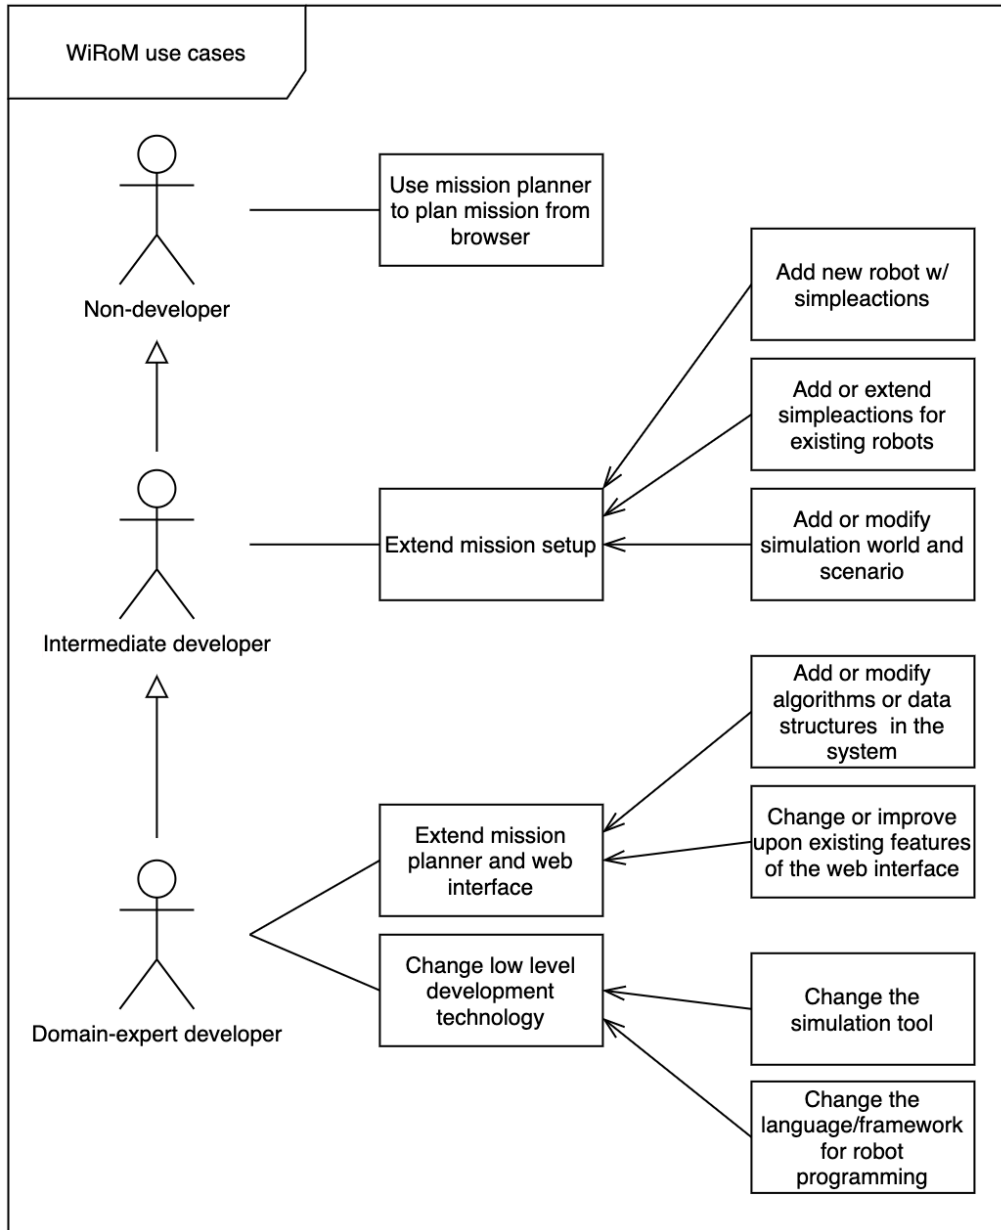 WiRoM use cases
Use mission planner
to plan mission from
browser
Non-developer
Add new robot w/
simpleactions
Add or extend
simpleactions for
existing robots
Extend mission setup
Add or modify
simulation world and
scenario
Intermediate developer
Add or modify
algorithms or data
structures in the
system
Extend mission
planner and web
interface
Change or improve
upon existing features
of the web interface
Domain-expert developer
Change low level
development
technology
Change the
simulation tool
Change the
language/framework
for robot
programming